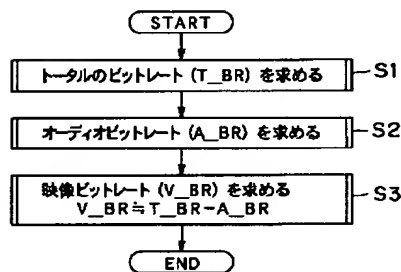 START
トータルのビットレート (T_BR) を求める
S1
オーディオビットレート (A_BR) を求める
S2
映像ビットレート (V_BR) を求める
V_BR≒T_BR−A_BR
S3
END